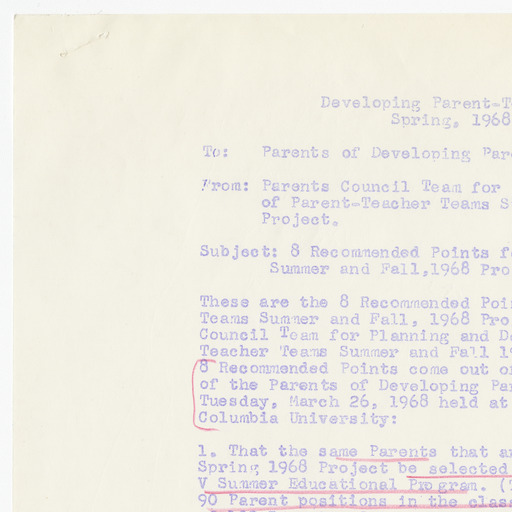 Developing Parent-T
Spring, 1968
To: Parents of Developing Par
From: Parents Council Team for
of Parent-Teacher Teams S
Project.
Subject: 8 Recommended Points f
Summer and Fall,1968 Pro
These are the 8 Recommended Poi
Teams Summer and Fall, 1968 Pro
Council Team for Planning and D
Teacher Teams Summer and Fall 1
8 Recommended Points come out o
of the Parents of Developing Pa
Tuesday, March 26, 1968 held at
Columbia University:
1. That the same Parents that a
Spring 1968 Project be selected
V Summer Educational Program. (
90 Parent positions in the clas